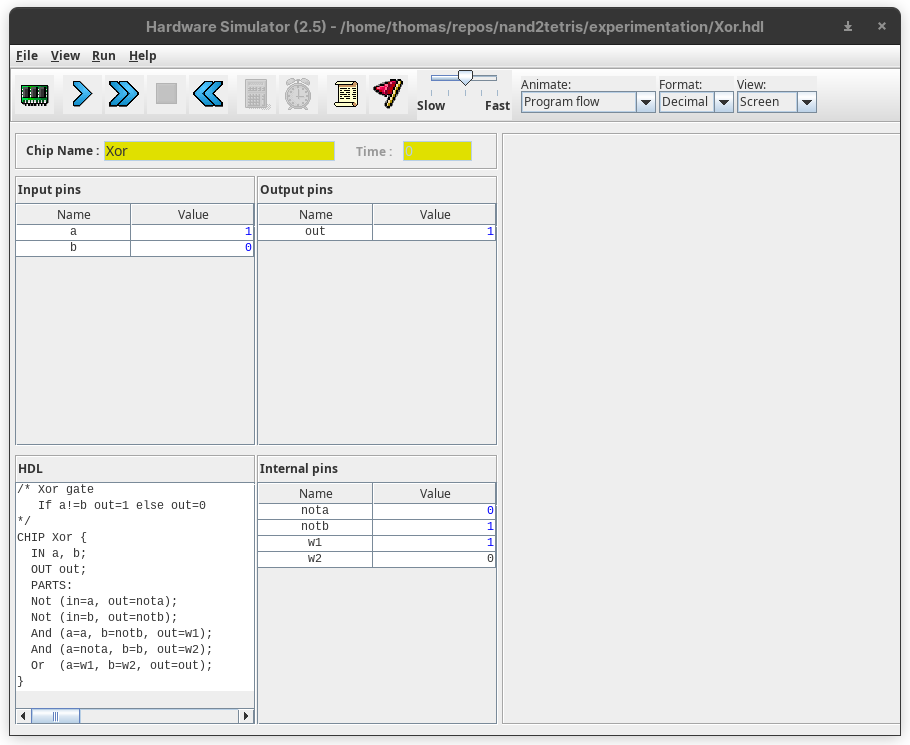 Hardware Simulator (2.5) - /home/thomas/repos/nand2tetris/experimentation/Xor.hdl
File View Run Help
Animate: Format: View:
Slow Fast Program flow Decimal Screen
Chip Name : Xor Time : 0
Input pins
Name Value
a 1
b 0
Output pins
Name Value
out 1
HDL
/* Xor gate
If a!=b out=1 else out=0
*/
CHIP Xor {
IN a, b;
OUT out;
PARTS:
Not (in=a, out=nota);
Not (in=b, out=notb);
And (a=a, b=notb, out=w1);
And (a=nota, b=b, out=w2);
Or (a=w1, b=w2, out=out);
}
Internal pins
Name Value
nota 0
notb 1
w1 1
w2 0